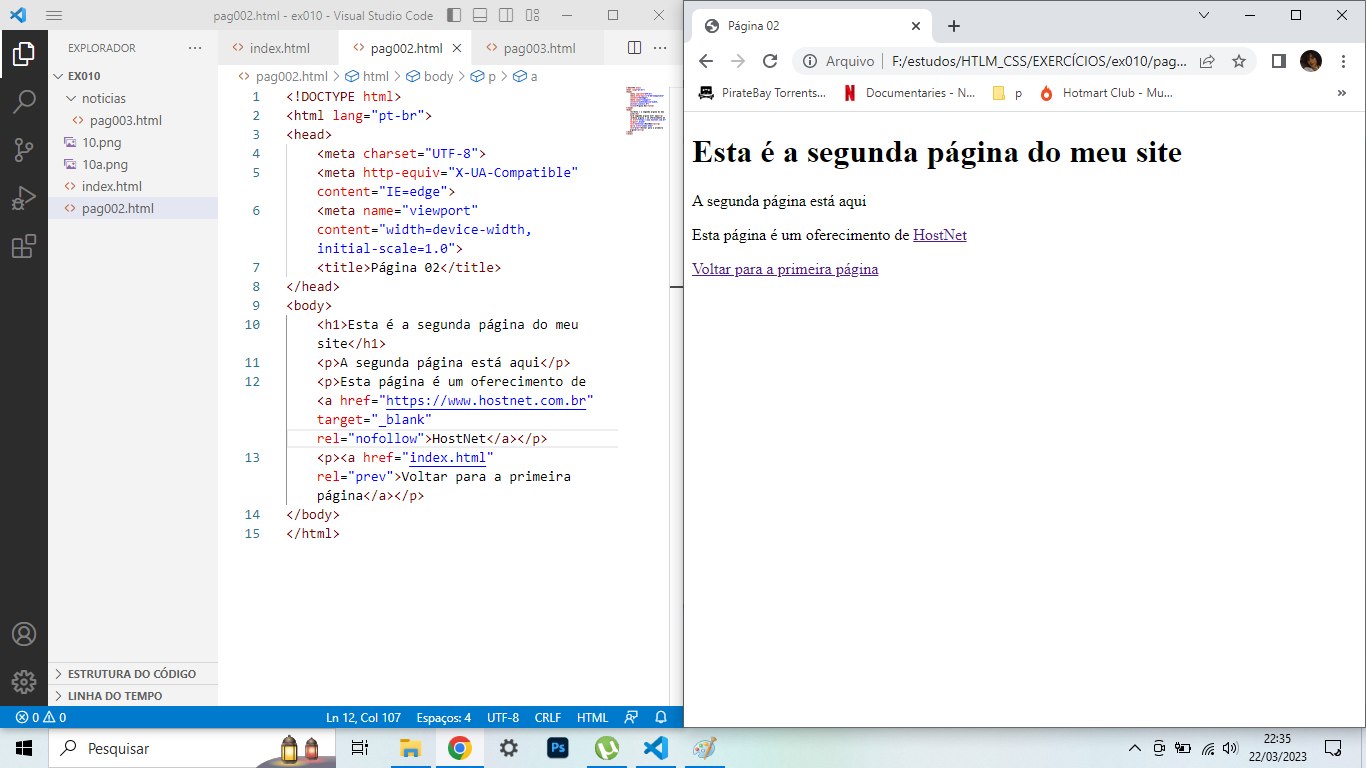 pag002.html - ex010 - Visual Studio Code
EXPLORADOR
EX010
noticias
pag003.html
10.png
10a.png
index.html
pag002.html
ESTRUTURA DO CÓDIGO
LINHA DO TEMPO
index.html
pag002.html
pag003.html
pag002.html > html > body > p > a
1 <!DOCTYPE html>
2 <html lang="pt-br">
3 <head>
4 <meta charset="UTF-8">
5 <meta http-equiv="X-UA-Compatible"
content="IE=edge">
6 <meta name="viewport"
content="width=device-width,
initial-scale=1.0">
7 <title>Página 02</title>
8 </head>
9 <body>
10 <h1>Esta é a segunda página do meu
site</h1>
11 <p>A segunda página está aqui</p>
12 <p>Esta página é um oferecimento de
<a href="https://www.hostnet.com.br"
target="_blank"
rel="nofollow">HostNet</a></p>
13 <p><a href="index.html"
rel="prev">Voltar para a primeira
página</a></p>
14 </body>
15 </html>
0 0
Ln 12, Col 107 Espaços: 4 UTF-8 CRLF HTML
Página 02
Arquivo F:/estudos/HTLM_CSS/EXERCÍCIOS/ex010/pag...
PirateBay Torrents... Documentaries - N... p Hotmart Club - Mu... »
Esta é a segunda página do meu site
A segunda página está aqui
Esta página é um oferecimento de HostNet
Voltar para a primeira página
Pesquisar
Ps
22:35
22/03/2023